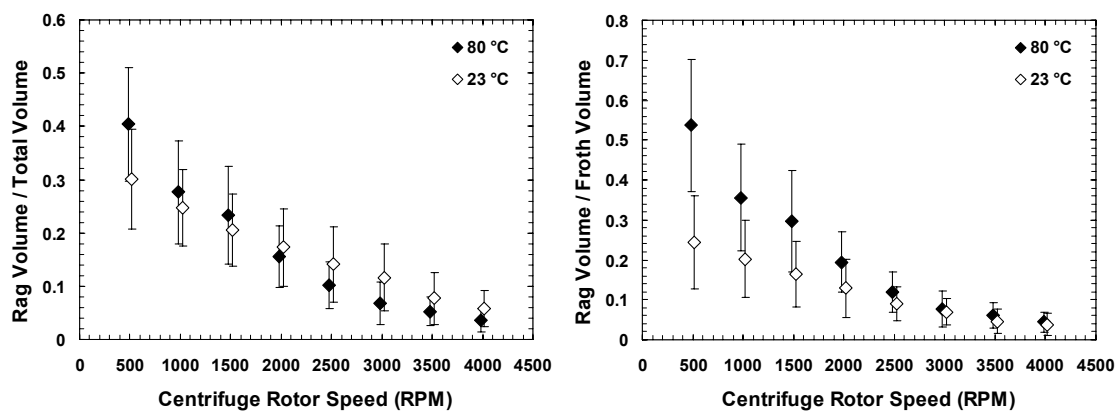 0.6
0.5
0.4
0.3
0.2
0.1
0
Rag Volume / Total Volume
80 °C
23 °C
0 500 1000 1500 2000 2500 3000 3500 4000 4500
Centrifuge Rotor Speed (RPM)
0.8
0.7
0.6
0.5
0.4
0.3
0.2
0.1
0
Rag Volume / Froth Volume
80 °C
23 °C
0 500 1000 1500 2000 2500 3000 3500 4000 4500
Centrifuge Rotor Speed (RPM)